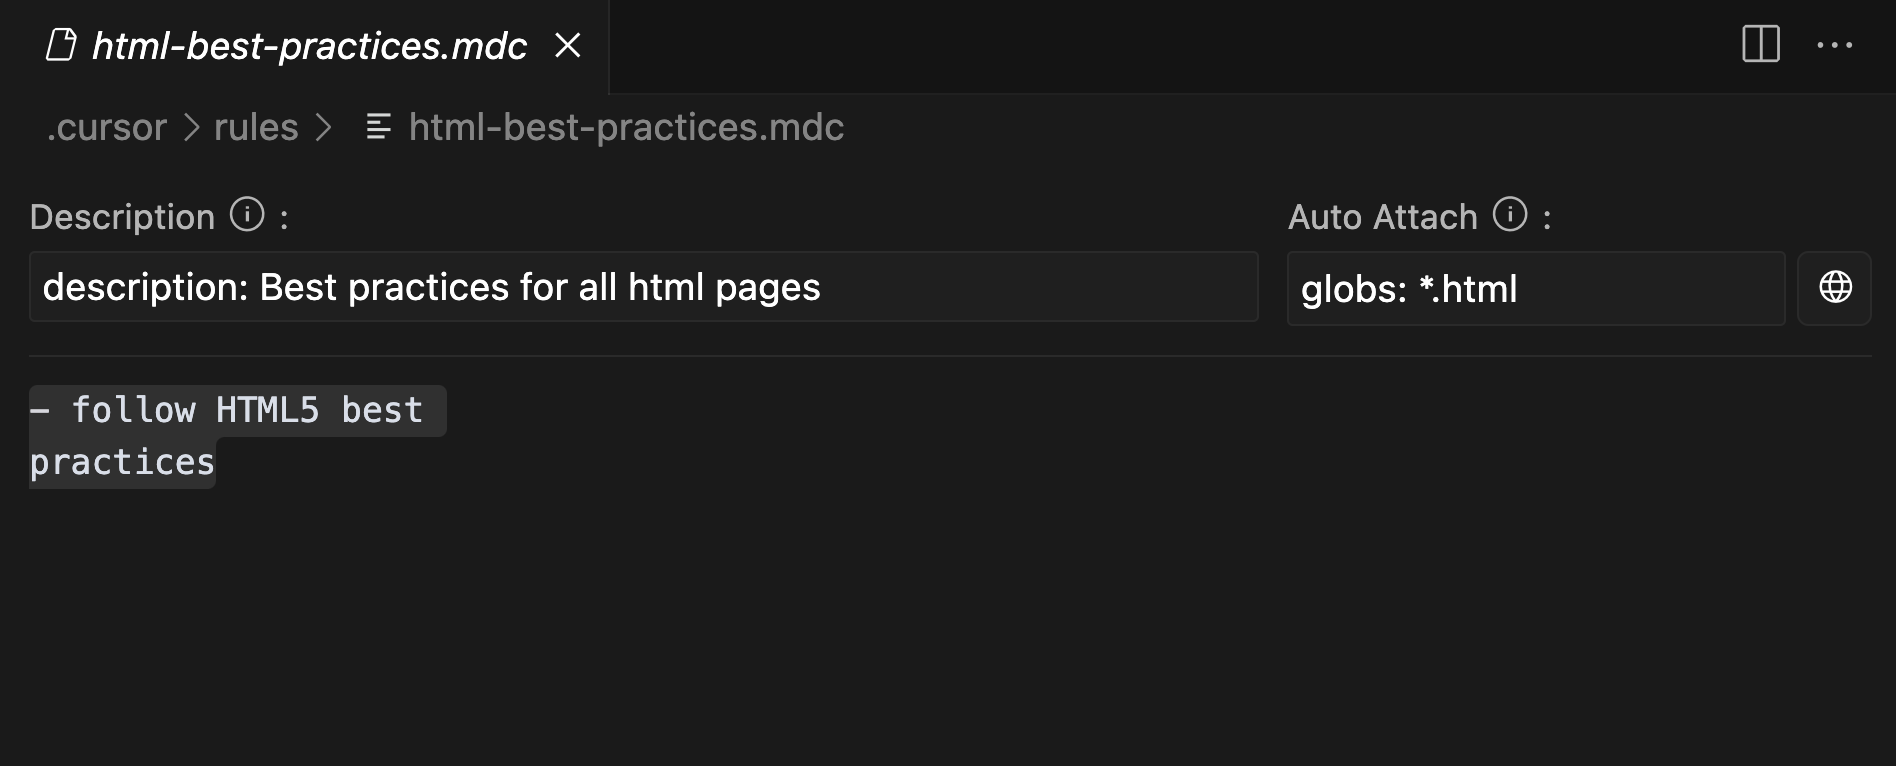 html-best-practices.mdc
.cursor > rules > html-best-practices.mdc
Description :
Auto Attach :
description: Best practices for all html pages
globs: *.html
- follow HTML5 best
practices